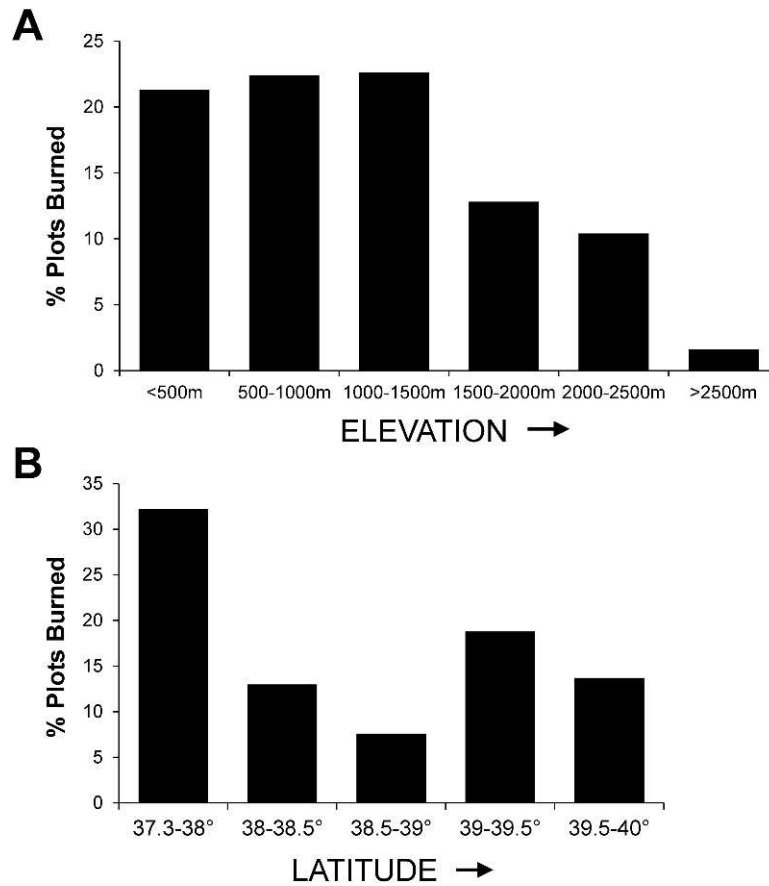 A
25
20
15
10
5
0
% Plots Burned
<500m 500-1000m 1000-1500m 1500-2000m 2000-2500m >2500m
ELEVATION →
B
35
30
25
20
15
10
5
0
% Plots Burned
37.3-38° 38-38.5° 38.5-39° 39-39.5° 39.5-40°
LATITUDE →